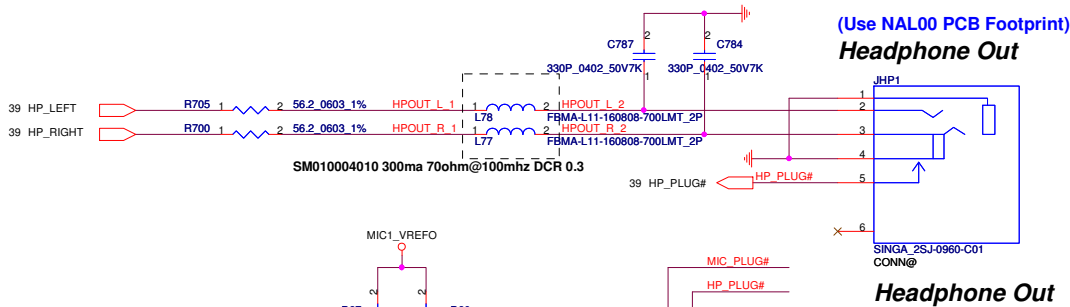 (Use NAL00 PCB Footprint)
Headphone Out
2 2
C787 C784
330P_0402_50V7K 330P_0402_50V7K
1 1
JHP1
39 HP_LEFT R705 1 2 56.2_0603_1% HPOUT_L_1 1 2 HPOUT_L_2
L78 FBMA-L11-160808-700LMT_2P
39 HP_RIGHT R700 1 2 56.2_0603_1% HPOUT_R_1 1 2 HPOUT_R_2
L77 FBMA-L11-160808-700LMT_2P
SM010004010 300ma 70ohm@100mhz DCR 0.3
1
2
3
4
39 HP_PLUG# HP_PLUG# 5
6
SINGA_2SJ-0960-C01
CONN@
MIC1_VREFO
2 2
MIC_PLUG#
HP_PLUG#
Headphone Out